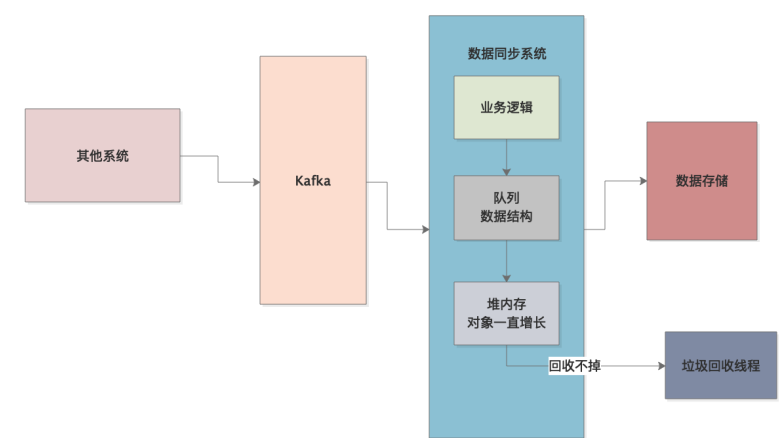 其他系统
Kafka
数据同步系统
业务逻辑
队列
数据结构
堆内存
对象一直增长
回收不掉
数据存储
垃圾回收线程